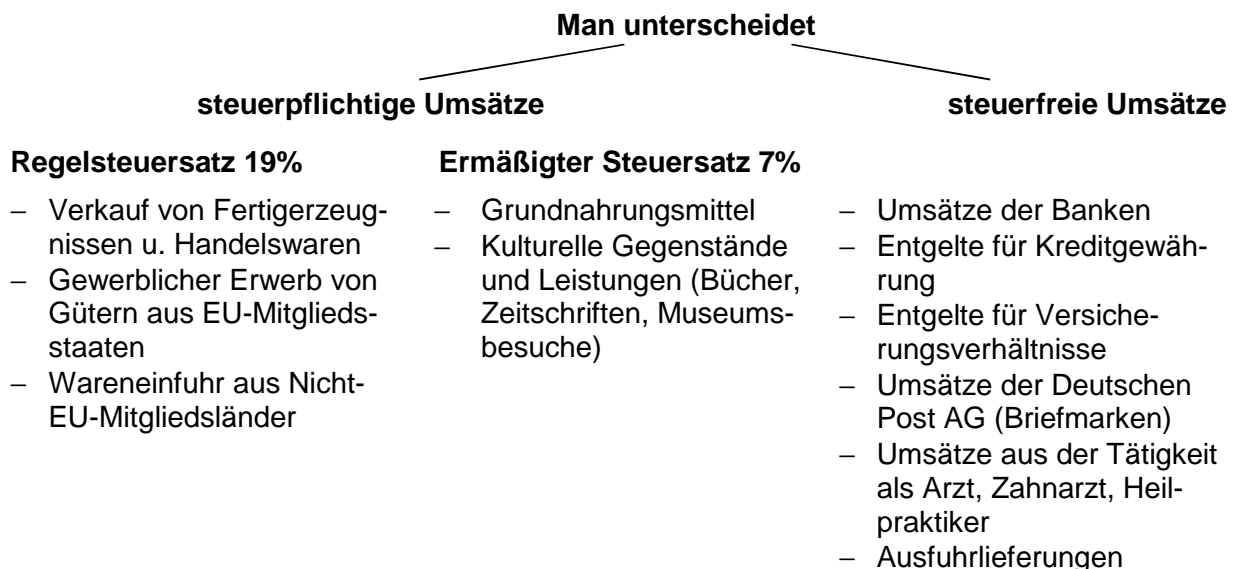 Man unterscheidet
steuerpflichtige Umsätze
steuerfreie Umsätze
Regelsteuersatz 19%
– Verkauf von Fertigerzeug-
nissen u. Handelswaren
– Gewerblicher Erwerb von
Gütern aus EU-Mitglieds-
staaten
– Wareneinfuhr aus Nicht-
EU-Mitgliedsländer
Ermäßigter Steuersatz 7%
– Grundnahrungsmittel
– Kulturelle Gegenstände
und Leistungen (Bücher,
Zeitschriften, Museums-
besuche)
– Umsätze der Banken
– Entgelte für Kreditgewäh-
rung
– Entgelte für Versiche-
rungsverhältnisse
– Umsätze der Deutschen
Post AG (Briefmarken)
– Umsätze aus der Tätigkeit
als Arzt, Zahnarzt, Heil-
praktiker
– Ausfuhrlieferungen